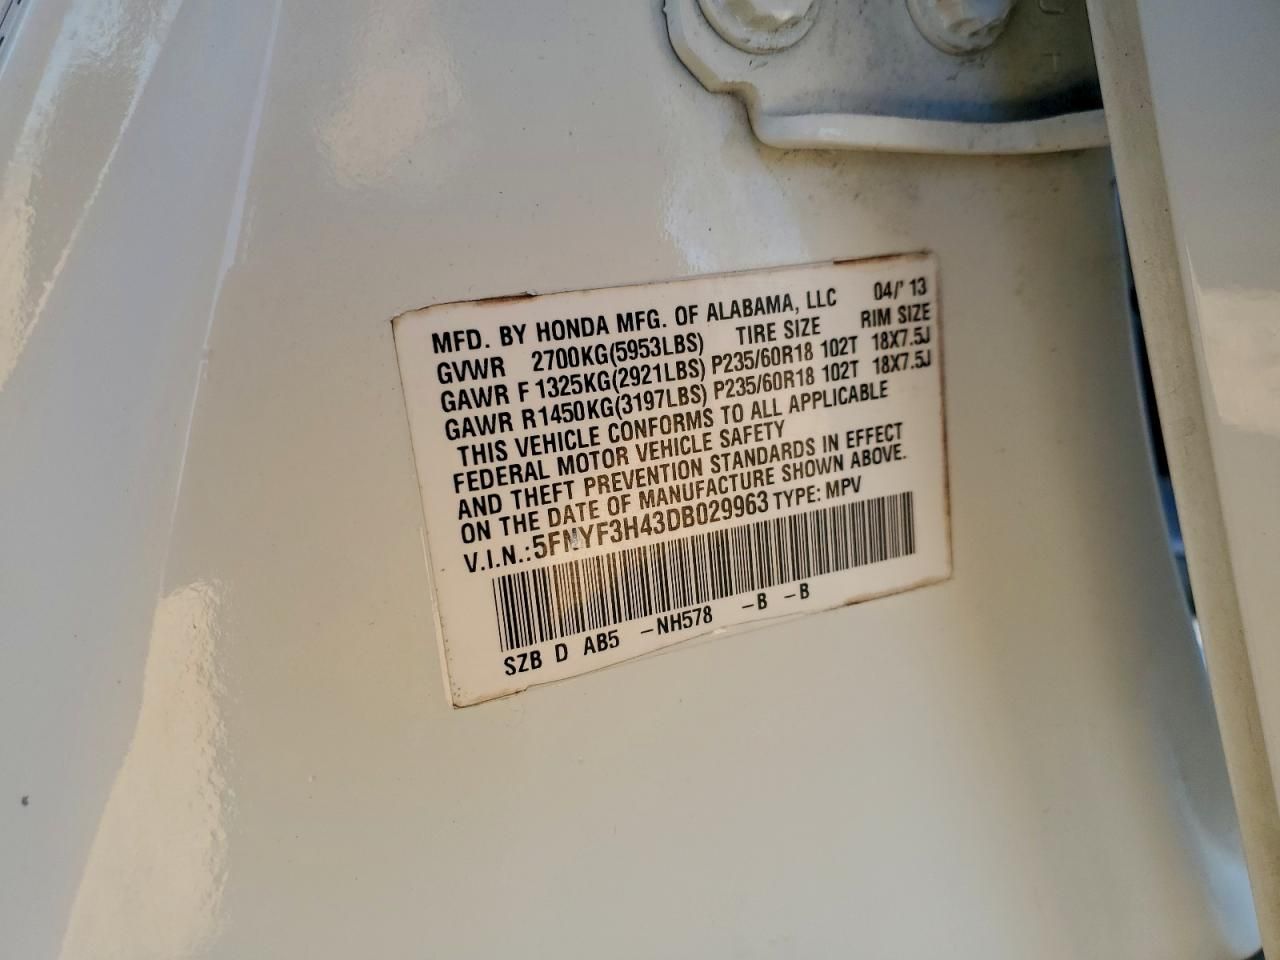 MFD. BY HONDA MFG. OF ALABAMA, LLC 04/'13
GVWR 2700KG(5953LBS) TIRE SIZE RIM SIZE
GAWR F 1325KG(2921LBS) P235/60R18 102T 18X7.5J
GAWR R1450KG(3197LBS) P235/60R18 102T 18X7.5J
THIS VEHICLE CONFORMS TO ALL APPLICABLE
FEDERAL MOTOR VEHICLE SAFETY
AND THEFT PREVENTION STANDARDS IN EFFECT
ON THE DATE OF MANUFACTURE SHOWN ABOVE.
V.I.N.:5FNYF3H43DB029963 TYPE: MPV
SZB D AB5 -NH578 -B -B